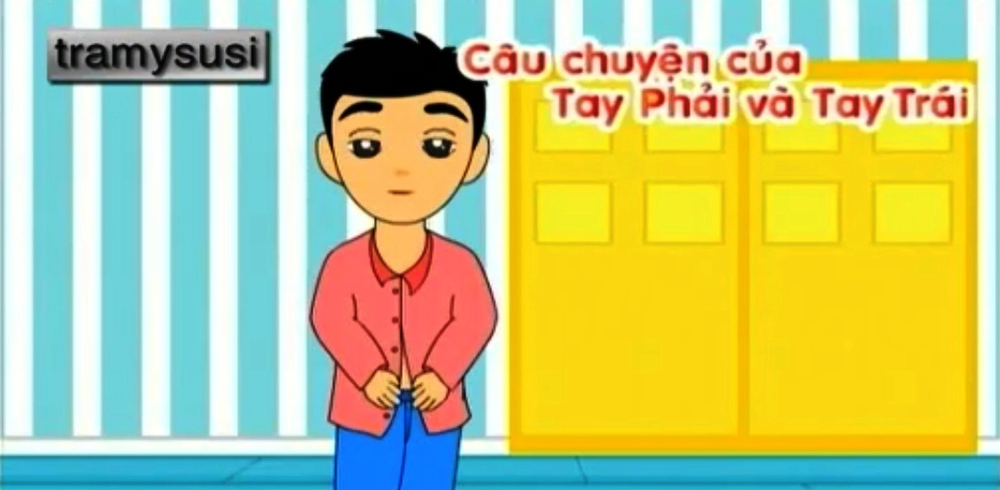 tramysusi
Câu chuyện của
Tay Phải và Tay Trái